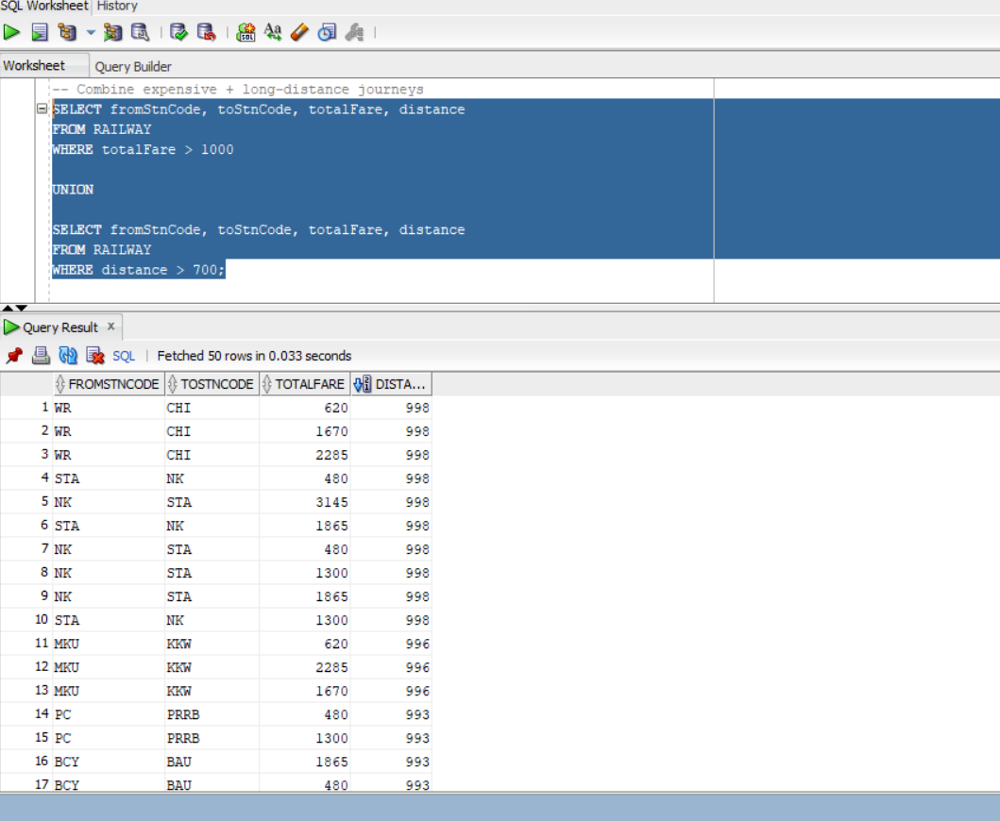 SQL Worksheet History
Worksheet Query Builder
-- Combine expensive + long-distance journeys
SELECT fromStnCode, toStnCode, totalFare, distance
FROM RAILWAY
WHERE totalFare > 1000
UNION
SELECT fromStnCode, toStnCode, totalFare, distance
FROM RAILWAY
WHERE distance > 700;
Query Result x
SQL | Fetched 50 rows in 0.033 seconds
FROMSTNCODE TOSTNCODE TOTALFARE DISTA...
1 WR CHI 620 998
2 WR CHI 1670 998
3 WR CHI 2285 998
4 STA NK 480 998
5 NK STA 3145 998
6 STA NK 1865 998
7 NK STA 480 998
8 NK STA 1300 998
9 NK STA 1865 998
10 STA NK 1300 998
11 MKU KKW 620 996
12 MKU KKW 2285 996
13 MKU KKW 1670 996
14 PC PRRB 480 993
15 PC PRRB 1300 993
16 BCY BAU 1865 993
17 BCY BAU 480 993